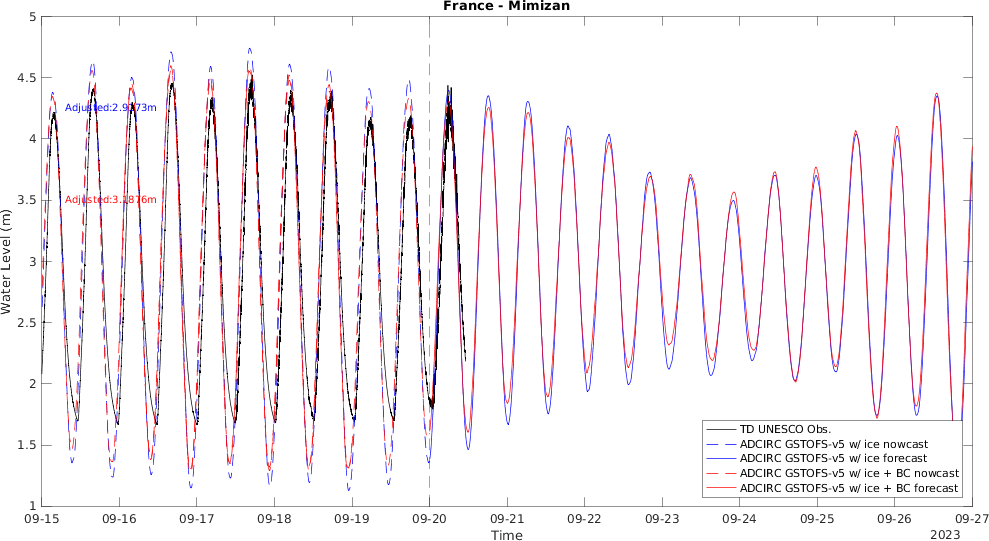 France - Mimizan
5
4.5
4
3.5
3
2.5
2
1.5
1
Water Level (m)
Adjusted:2.9373m
Adjusted:3.1876m
TD UNESCO Obs.
ADCIRC GSTOFS-v5 w/ ice nowcast
ADCIRC GSTOFS-v5 w/ ice forecast
ADCIRC GSTOFS-v5 w/ ice + BC nowcast
ADCIRC GSTOFS-v5 w/ ice + BC forecast
09-15 09-16 09-17 09-18 09-19 09-20 09-21 09-22 09-23 09-24 09-25 09-26 09-27
Time
2023